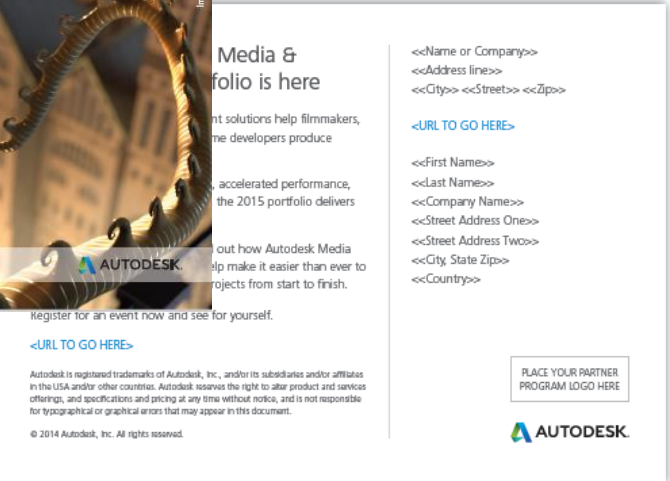 Media &
folio is here
nt solutions help filmmakers,
me developers produce
, accelerated performance,
the 2015 portfolio delivers
out how Autodesk Media
elp make it easier than ever to
rojects from start to finish.
Register for an event now and see for yourself.
<URL TO GO HERE>
Autodesk is registered trademarks of Autodesk, Inc., and/or its subsidiaries and/or affiliates
in the USA and/or other countries. Autodesk reserves the right to alter product and services
offerings, and specifications and pricing at any time without notice, and is not responsible
for typographical or graphical errors that may appear in this document.
© 2014 Autodesk, Inc. All rights reserved.
AUTODESK.
<<Name or Company>>
<<Address line>>
<<City>> <<Street>> <<Zip>>
<URL TO GO HERE>
<<First Name>>
<<Last Name>>
<<Company Name>>
<<Street Address One>>
<<Street Address Two>>
<<City, State Zip>>
<<Country>>
PLACE YOUR PARTNER
PROGRAM LOGO HERE
AUTODESK.